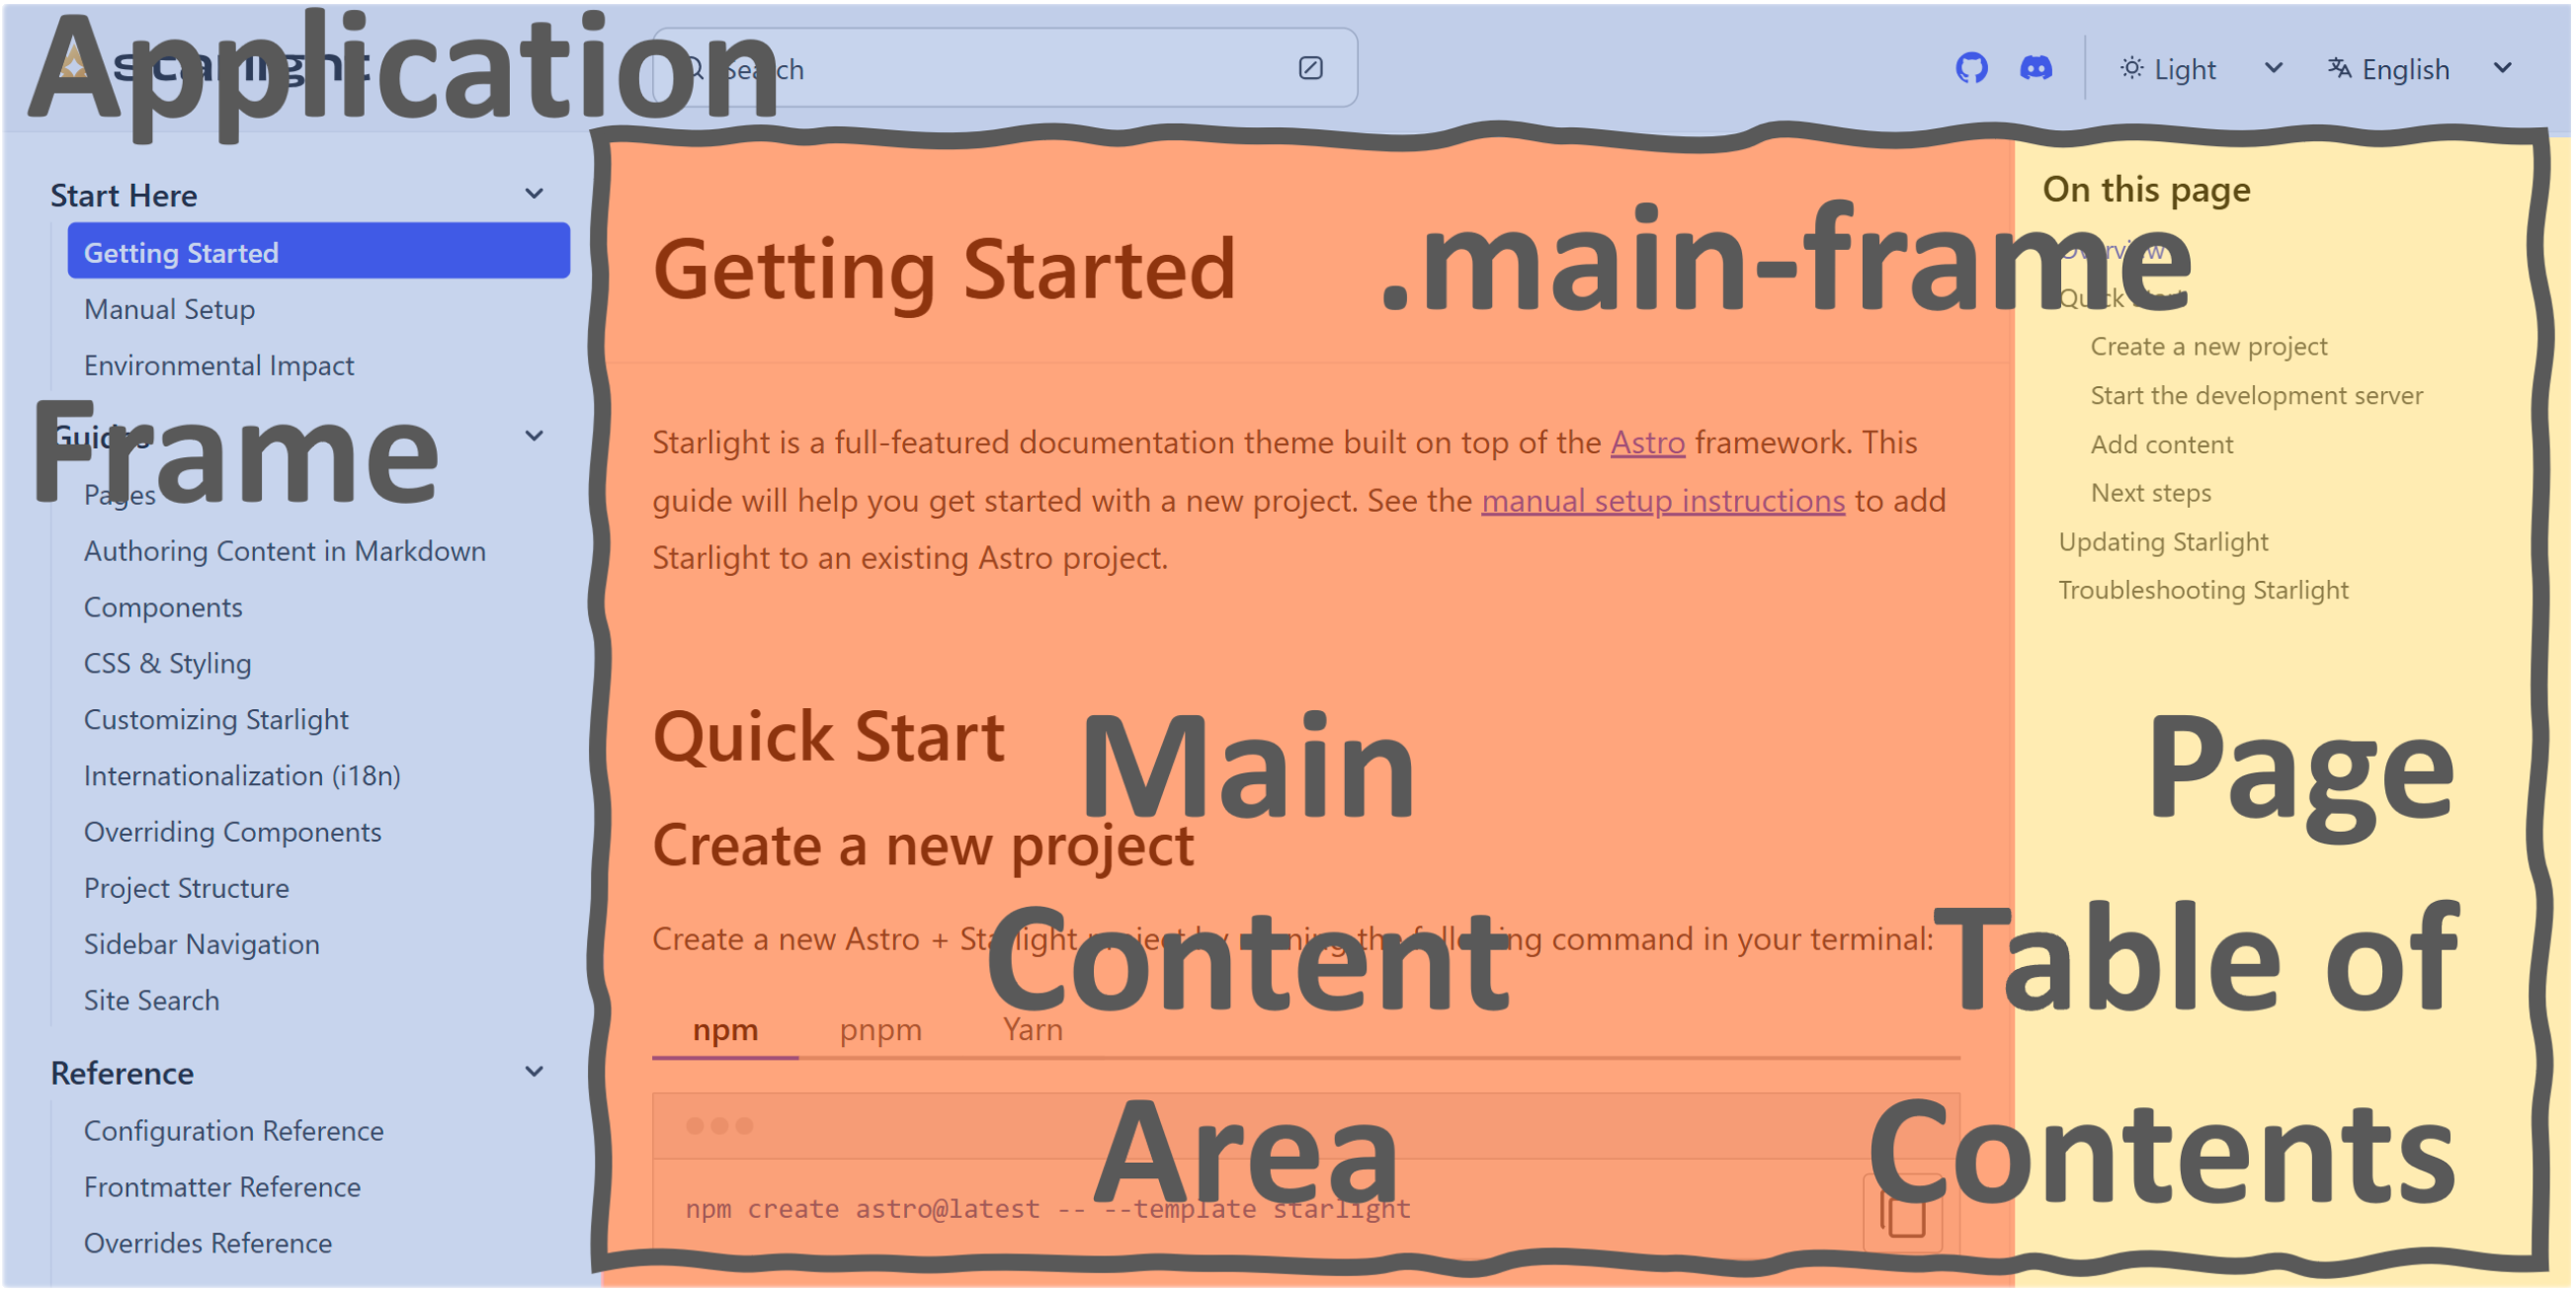 Application
starlight
Search
Light
English
Start Here
Getting Started
Manual Setup
Environmental Impact
Frame
Guides
Pages
Authoring Content in Markdown
Components
CSS & Styling
Customizing Starlight
Internationalization (i18n)
Overriding Components
Project Structure
Sidebar Navigation
Site Search
Reference
Configuration Reference
Frontmatter Reference
Overrides Reference
.main-frame
Getting Started
Starlight is a full-featured documentation theme built on top of the Astro framework. This
guide will help you get started with a new project. See the manual setup instructions to add
Starlight to an existing Astro project.
Quick Start
Main
Create a new project
Content
Create a new Astro + Starlight project by running the following command in your terminal:
npm pnpm Yarn
Area
npm create astro@latest -- --template starlight
On this page
Overview
Quick Start
Create a new project
Start the development server
Add content
Next steps
Updating Starlight
Troubleshooting Starlight
Page
Table of
Contents